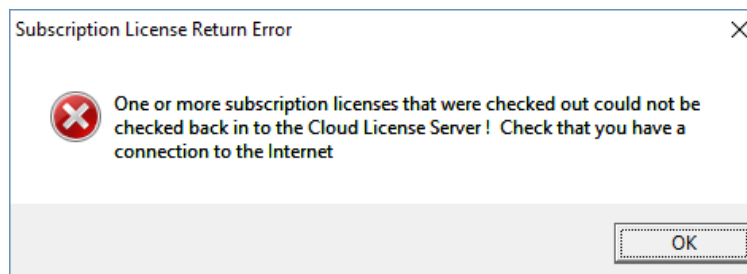 Subscription License Return Error
One or more subscription licenses that were checked out could not be
checked back in to the Cloud License Server !  Check that you have a
connection to the Internet
OK